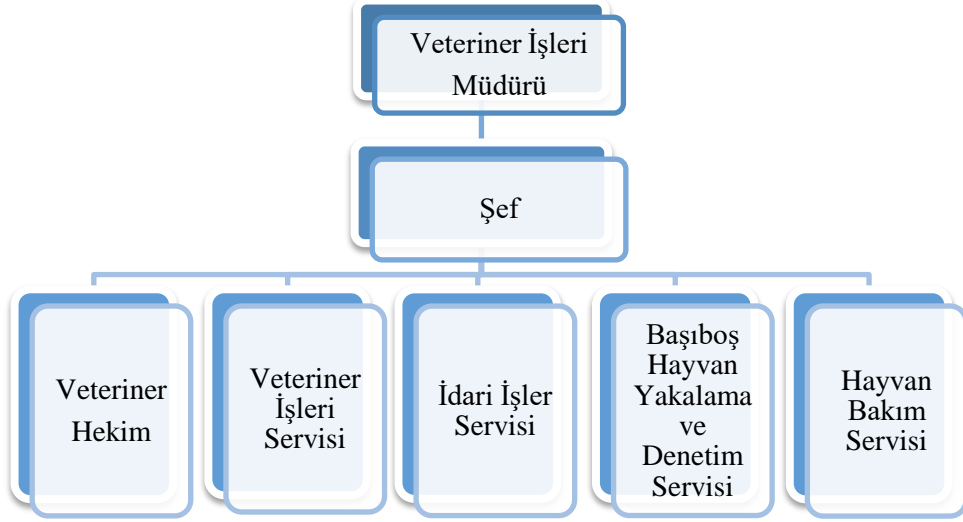 Veteriner İşleri
Müdürü
Şef
Veteriner
Hekim
Veteriner
İşleri
Servisi
İdari İşler
Servisi
Başıboş
Hayvan
Yakalama
ve
Denetim
Servisi
Hayvan
Bakım
Servisi